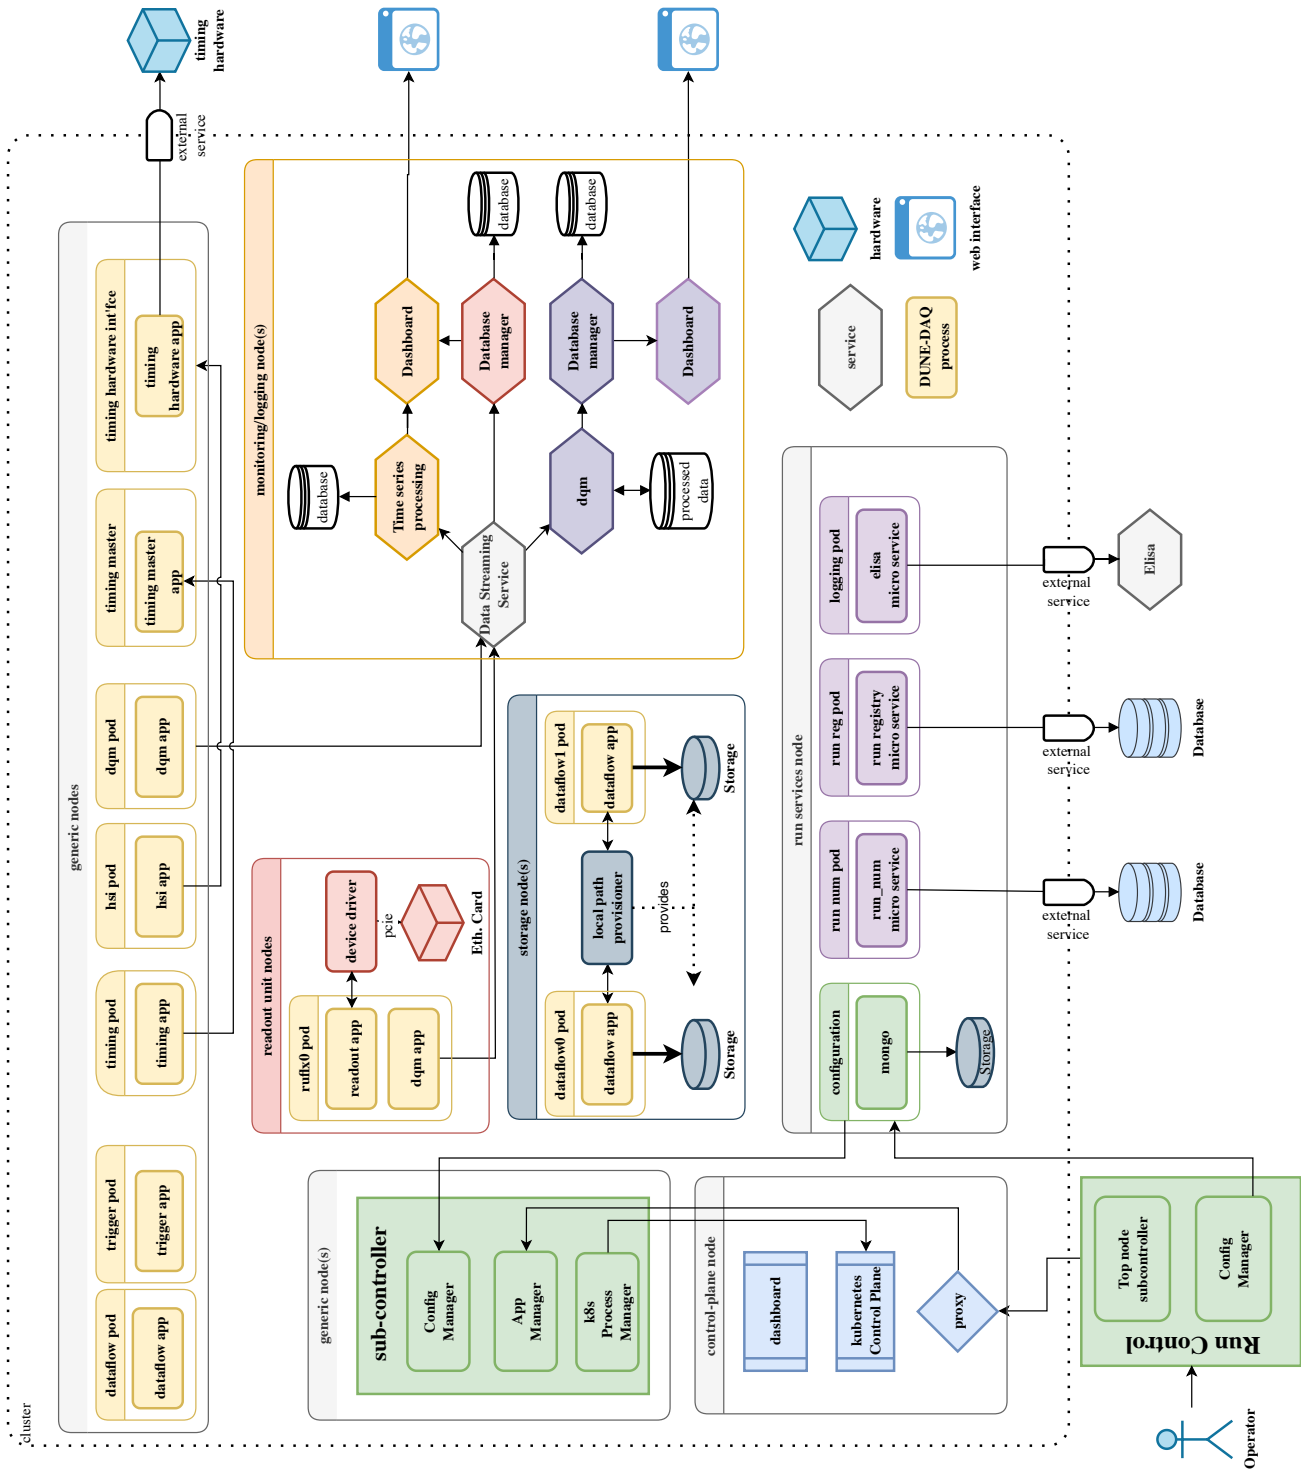 cluster
generic nodes
dataflow pod
dataflow app
trigger pod
trigger app
timing pod
timing app
hsi pod
hsi app
dqm pod
dqm app
timing master
timing master
app
timing hardware int'fce
timing
hardware app
external
service
timing
hardware
readout unit nodes
ruflx0 pod
readout app
dqm app
device driver
pcie
Eth. Card
monitoring/logging node(s)
Data Streaming
Service
database
Time series
processing
Dashboard
Database
manager
database
dqm
processed
data
Database
manager
database
Dashboard
storage node(s)
dataflow0 pod
dataflow app
Storage
local path
provisioner
provides
dataflow1 pod
dataflow app
Storage
generic node(s)
sub-controller
Config
Manager
App
Manager
k8s
Process
Manager
control-plane node
dashboard
kubernetes
Control Plane
proxy
run services node
configuration
mongo
Storage
run num pod
run_num
micro service
external
service
Database
run reg pod
run registry
micro service
external
service
Database
logging pod
elisa
micro service
external
service
Elisa
service
hardware
DUNE-DAQ
process
web interface
Operator
Run Control
Top node
subcontroller
Config
Manager